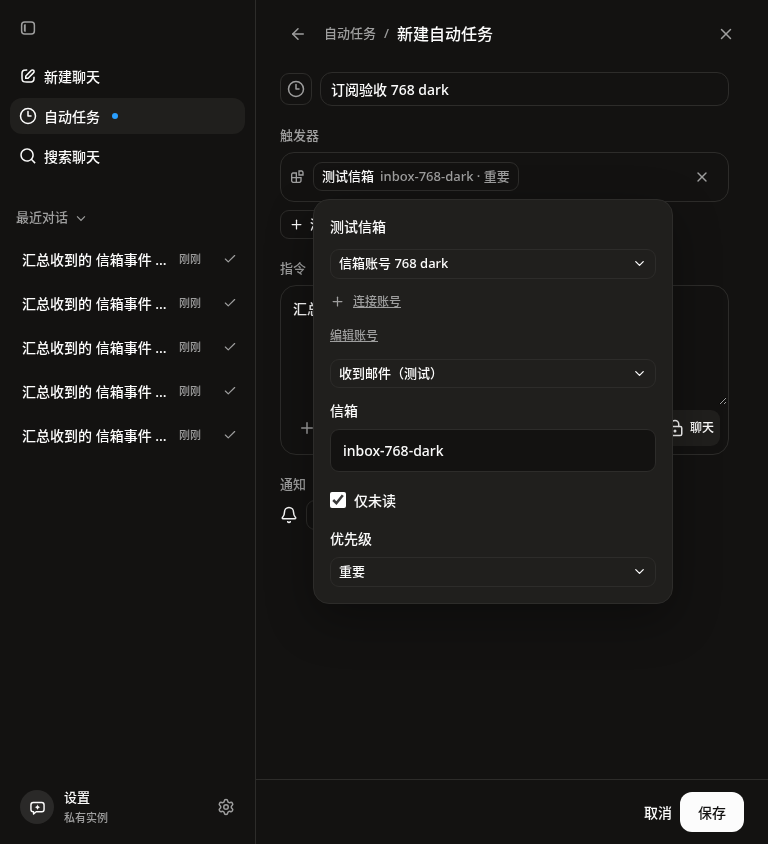 新建聊天
自动任务
搜索聊天
最近对话
汇总收到的 信箱事件 ... 刚刚
汇总收到的 信箱事件 ... 刚刚
汇总收到的 信箱事件 ... 刚刚
汇总收到的 信箱事件 ... 刚刚
汇总收到的 信箱事件 ... 刚刚
设置
私有实例
自动任务 / 新建自动任务
订阅验收 768 dark
触发器
测试信箱 inbox-768-dark · 重要
指令
汇总
聊天
通知
测试信箱
信箱账号 768 dark
连接账号
编辑账号
收到邮件（测试）
信箱
inbox-768-dark
仅未读
优先级
重要
取消 保存